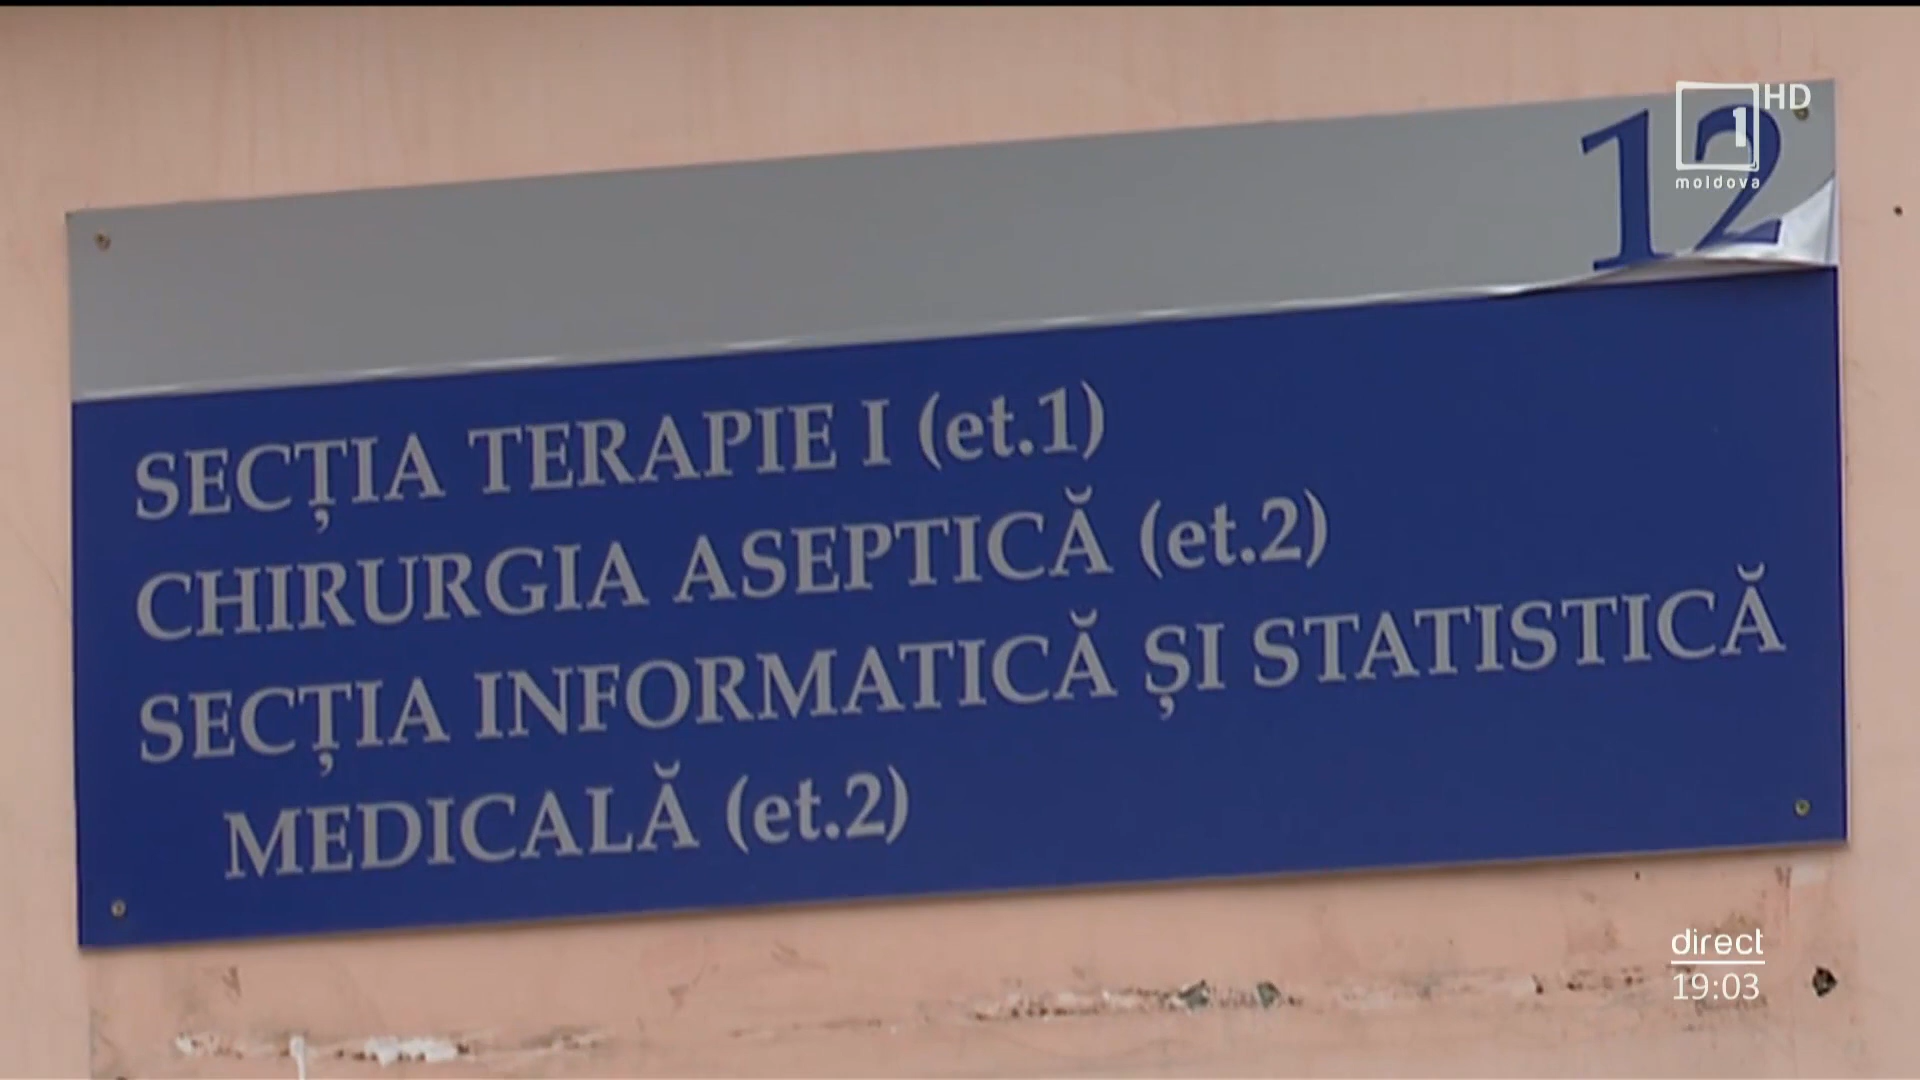 HD
1
moldova
12
SECȚIA TERAPIE I (et.1)
CHIRURGIA ASEPTICĂ (et.2)
SECȚIA INFORMATICĂ ȘI STATISTICĂ
MEDICALĂ (et.2)
direct
19:03